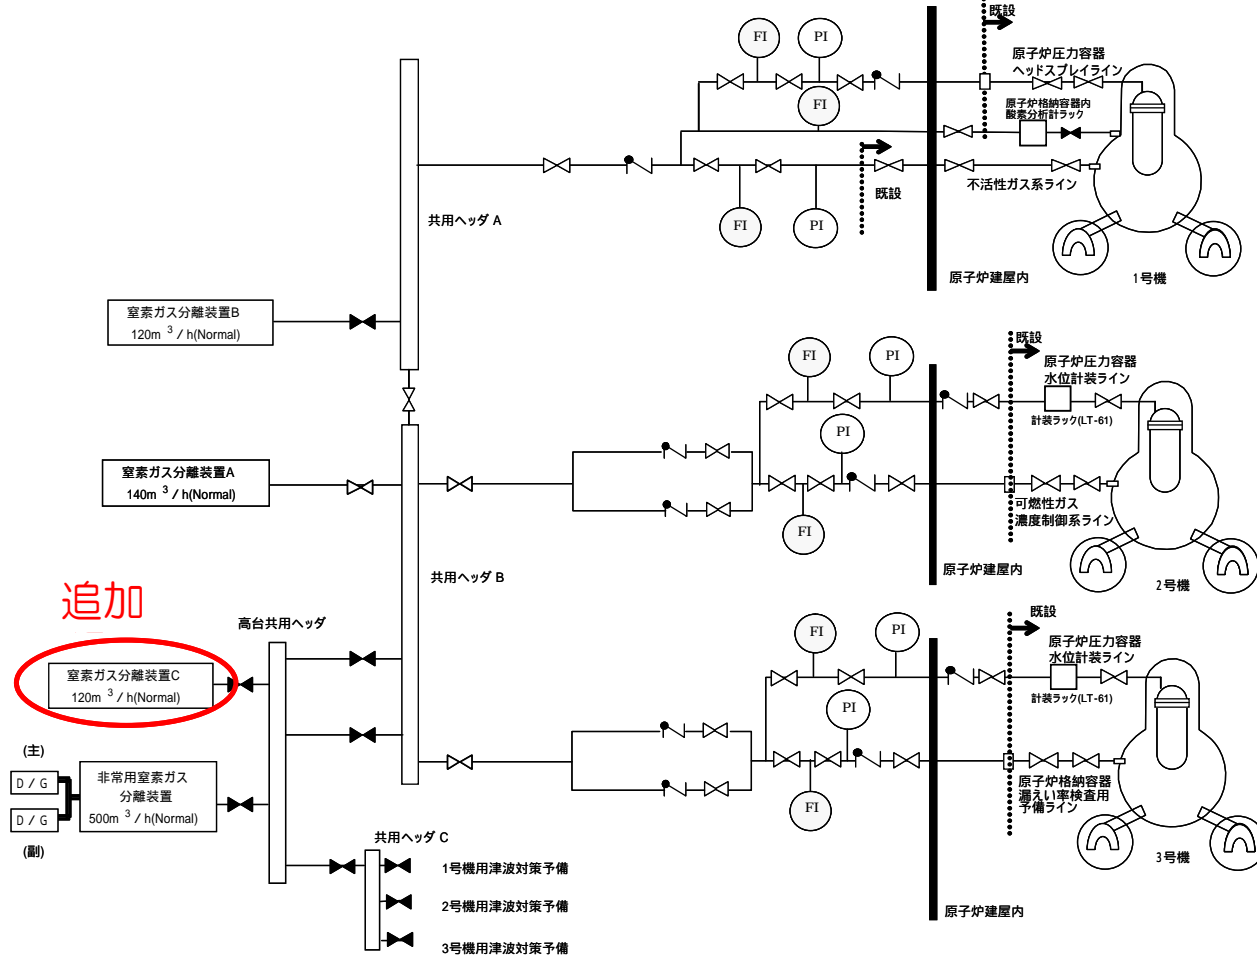 既設
FI
PI
原子炉圧力容器
ヘッドスプレイライン
FI
原子炉格納容器内
酸素分析計ラック
既設
不活性ガス系ライン
FI
PI
共用ヘッダ A
原子炉建屋内
1号機
窒素ガス分離装置B
120m 3 / h(Normal)
既設
FI
PI
原子炉圧力容器
水位計装ライン
計装ラック(LT-61)
PI
窒素ガス分離装置A
140m 3 / h(Normal)
可燃性ガス
濃度制御系ライン
FI
共用ヘッダ B
原子炉建屋内
2号機
追加
高台共用ヘッダ
既設
FI
PI
原子炉圧力容器
水位計装ライン
計装ラック(LT-61)
窒素ガス分離装置C
120m 3 / h(Normal)
PI
(主)
D / G
D / G
(副)
非常用窒素ガス
分離装置
500m 3 / h(Normal)
FI
原子炉格納容器
漏えい率検査用
予備ライン
3号機
共用ヘッダ C
1号機用津波対策予備
2号機用津波対策予備
3号機用津波対策予備
原子炉建屋内